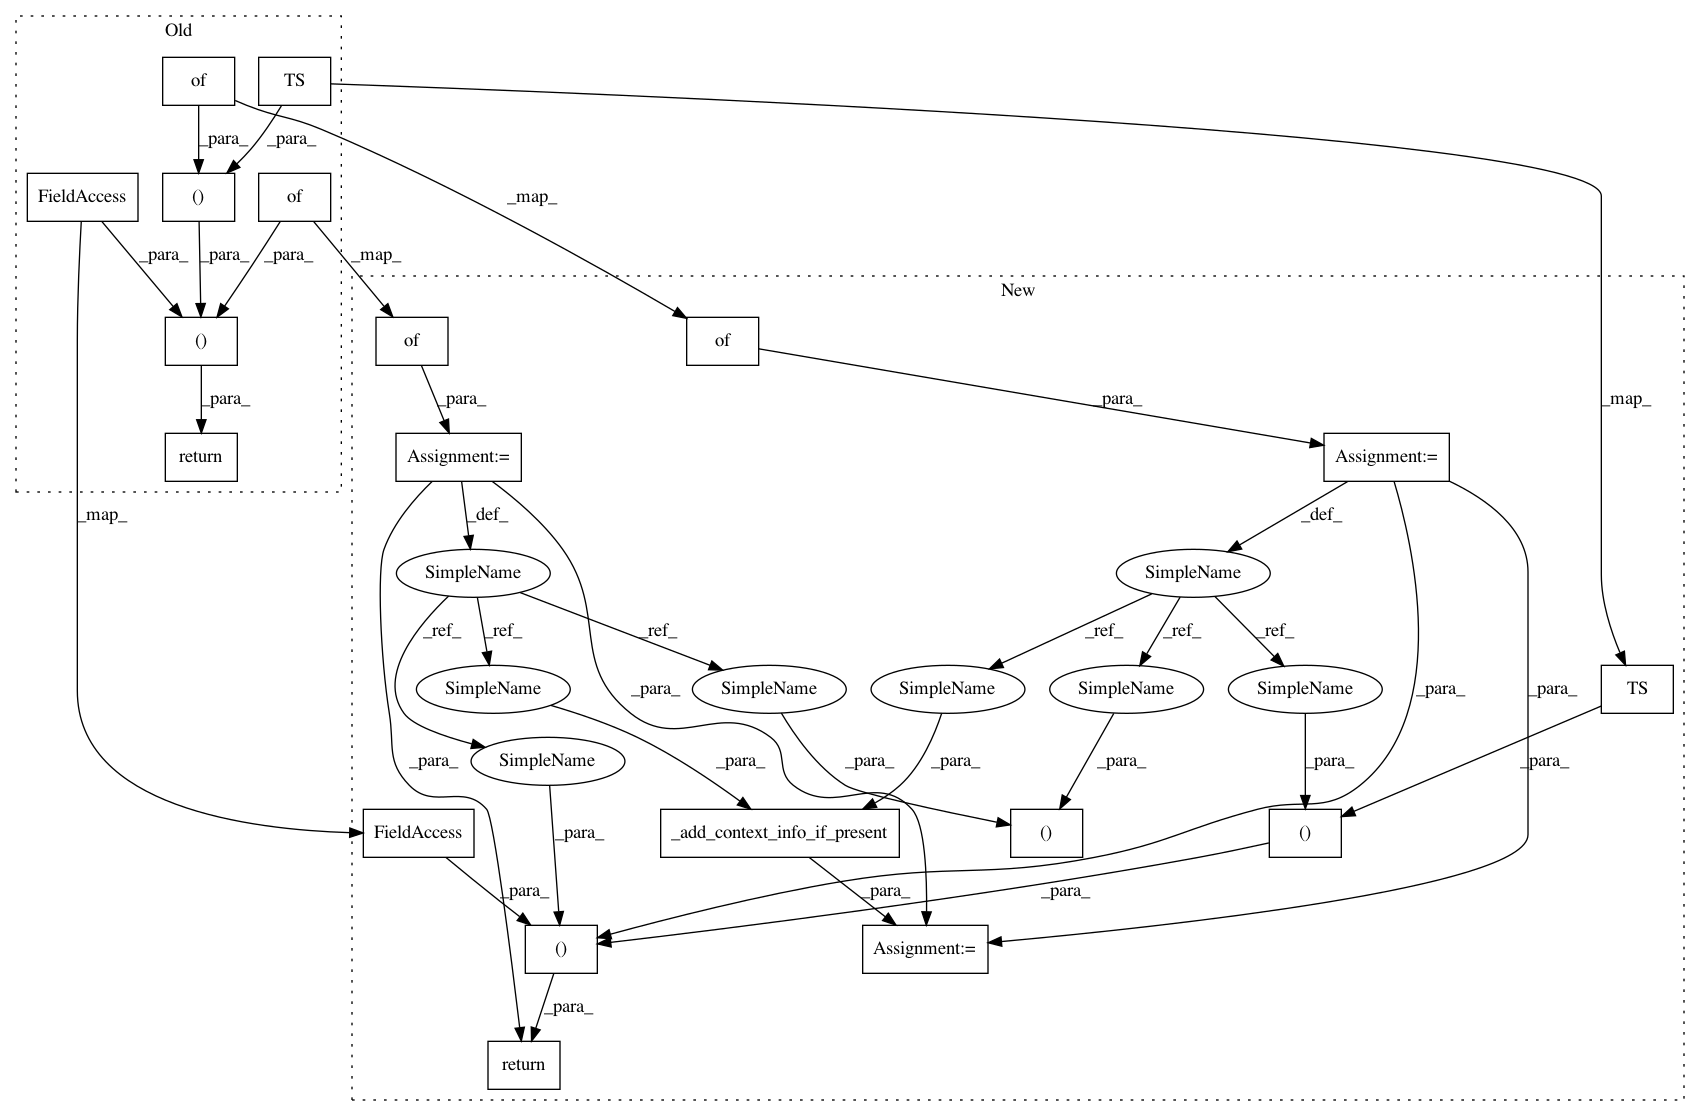 Old
of
TS
_para_
_para_
FieldAccess
()
of
_map_
_para_
_para_
_para_
_map_
New
()
of
of
_para_
_para_
_para_
_map_
return
Assignment:=
Assignment:=
_map_
_def_
_def_
SimpleName
SimpleName
_ref_
_ref_
_ref_
_ref_
_ref_
_ref_
SimpleName
SimpleName
SimpleName
SimpleName
SimpleName
TS
_para_
_para_
_para_
SimpleName
_para_
_para_
_para_
_para_
_para_
_para_
_para_
FieldAccess
_para_
_add_context_info_if_present
()
()
_para_
_para_
_para_
()
Assignment:=
_para_
return